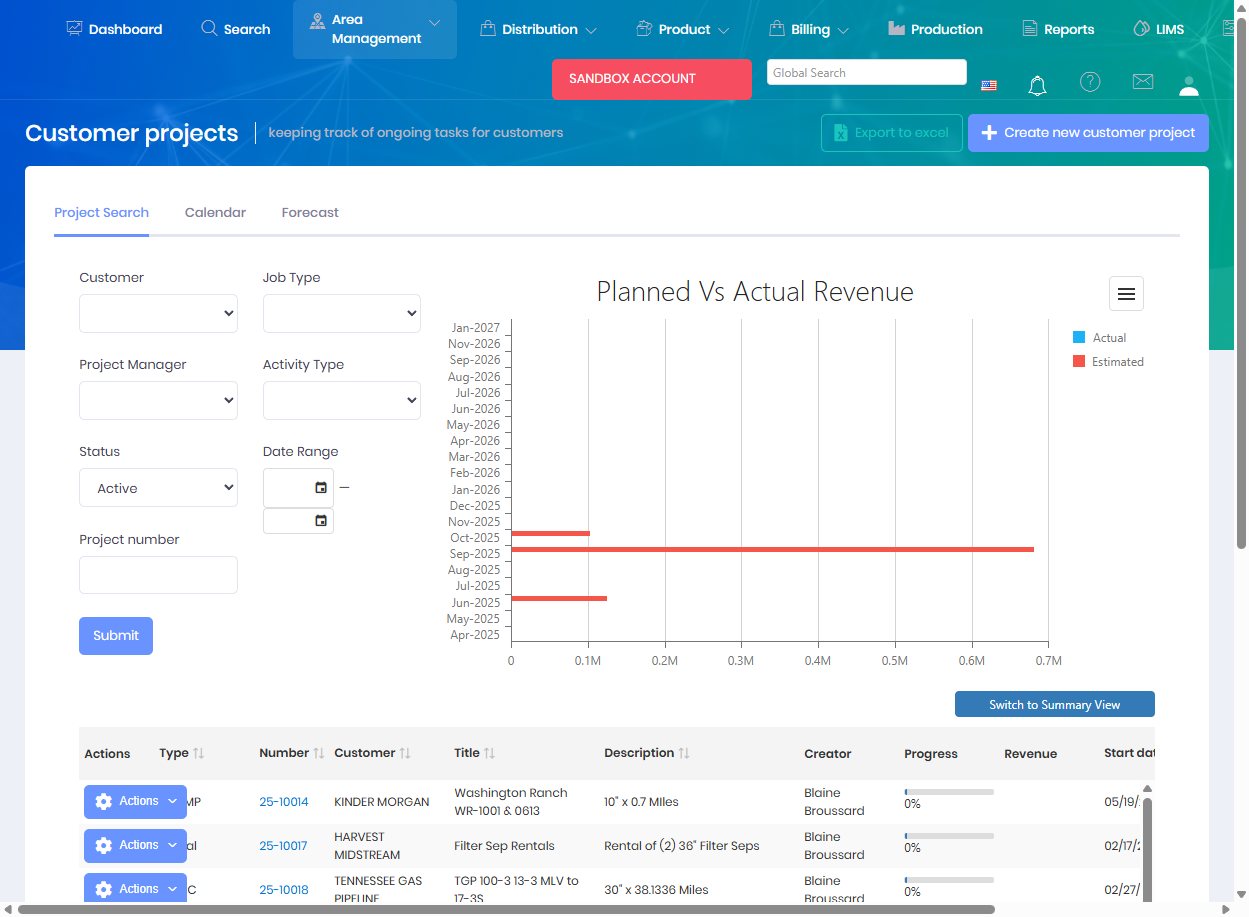 Dashboard
Search
Area
Management
Distribution
Product
Billing
Production
Reports
LIMS
SANDBOX ACCOUNT
Global Search
Customer projects
keeping track of ongoing tasks for customers
Export to excel
Create new customer project
Project Search
Calendar
Forecast
Customer
Job Type
Project Manager
Activity Type
Status
Date Range
Active
–
Project number
Submit
Planned Vs Actual Revenue
Actual
Estimated
Jan-2027
Nov-2026
Sep-2026
Aug-2026
Jul-2026
Jun-2026
May-2026
Apr-2026
Mar-2026
Feb-2026
Jan-2026
Dec-2025
Nov-2025
Oct-2025
Sep-2025
Aug-2025
Jul-2025
Jun-2025
May-2025
Apr-2025
0 0.1M 0.2M 0.3M 0.4M 0.5M 0.6M 0.7M
Switch to Summary View
Actions Type Number Customer Title Description Creator Progress Revenue Start dat
Actions MP 25-10014 KINDER MORGAN Washington Ranch WR-1001 & 0613 10" x 0.7 MIles Blaine Broussard 0% 05/19/
Actions al 25-10017 HARVEST MIDSTREAM Filter Sep Rentals Rental of (2) 36" Filter Seps Blaine Broussard 0% 02/17/2
Actions C 25-10018 TENNESSEE GAS PIPELINE TGP 100-3 13-3 MLV to 17-3S 30" x 38.1336 Miles Blaine Broussard 0% 02/27/